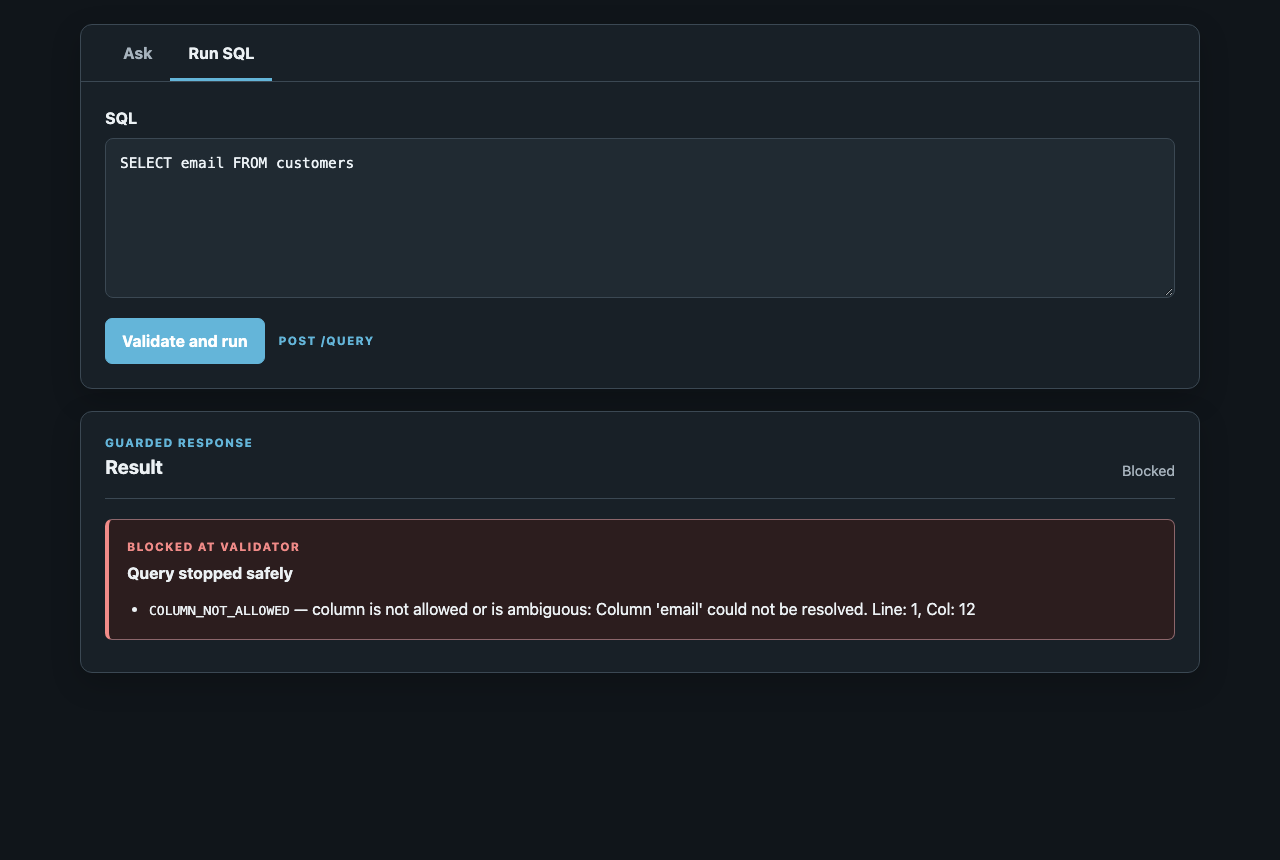 Ask Run SQL
SQL
SELECT email FROM customers
Validate and run POST /QUERY
GUARDED RESPONSE
Result
Blocked
BLOCKED AT VALIDATOR
Query stopped safely
• COLUMN_NOT_ALLOWED — column is not allowed or is ambiguous: Column 'email' could not be resolved. Line: 1, Col: 12